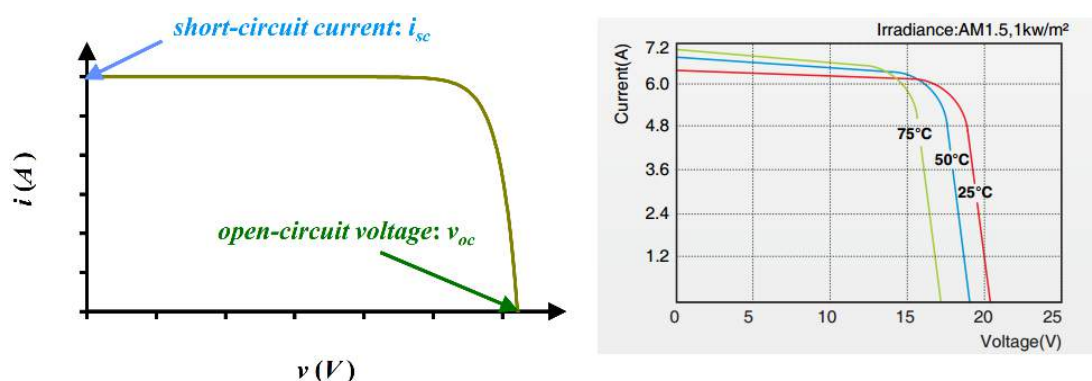 short-circuit current: isc
i (A)
open-circuit voltage: voc
v (V)
Irradiance:AM1.5,1kw/m²
Current(A)
7.2
6.0
4.8
3.6
2.4
1.2
75°C
50°C
25°C
0 5 10 15 20 25
Voltage(V)